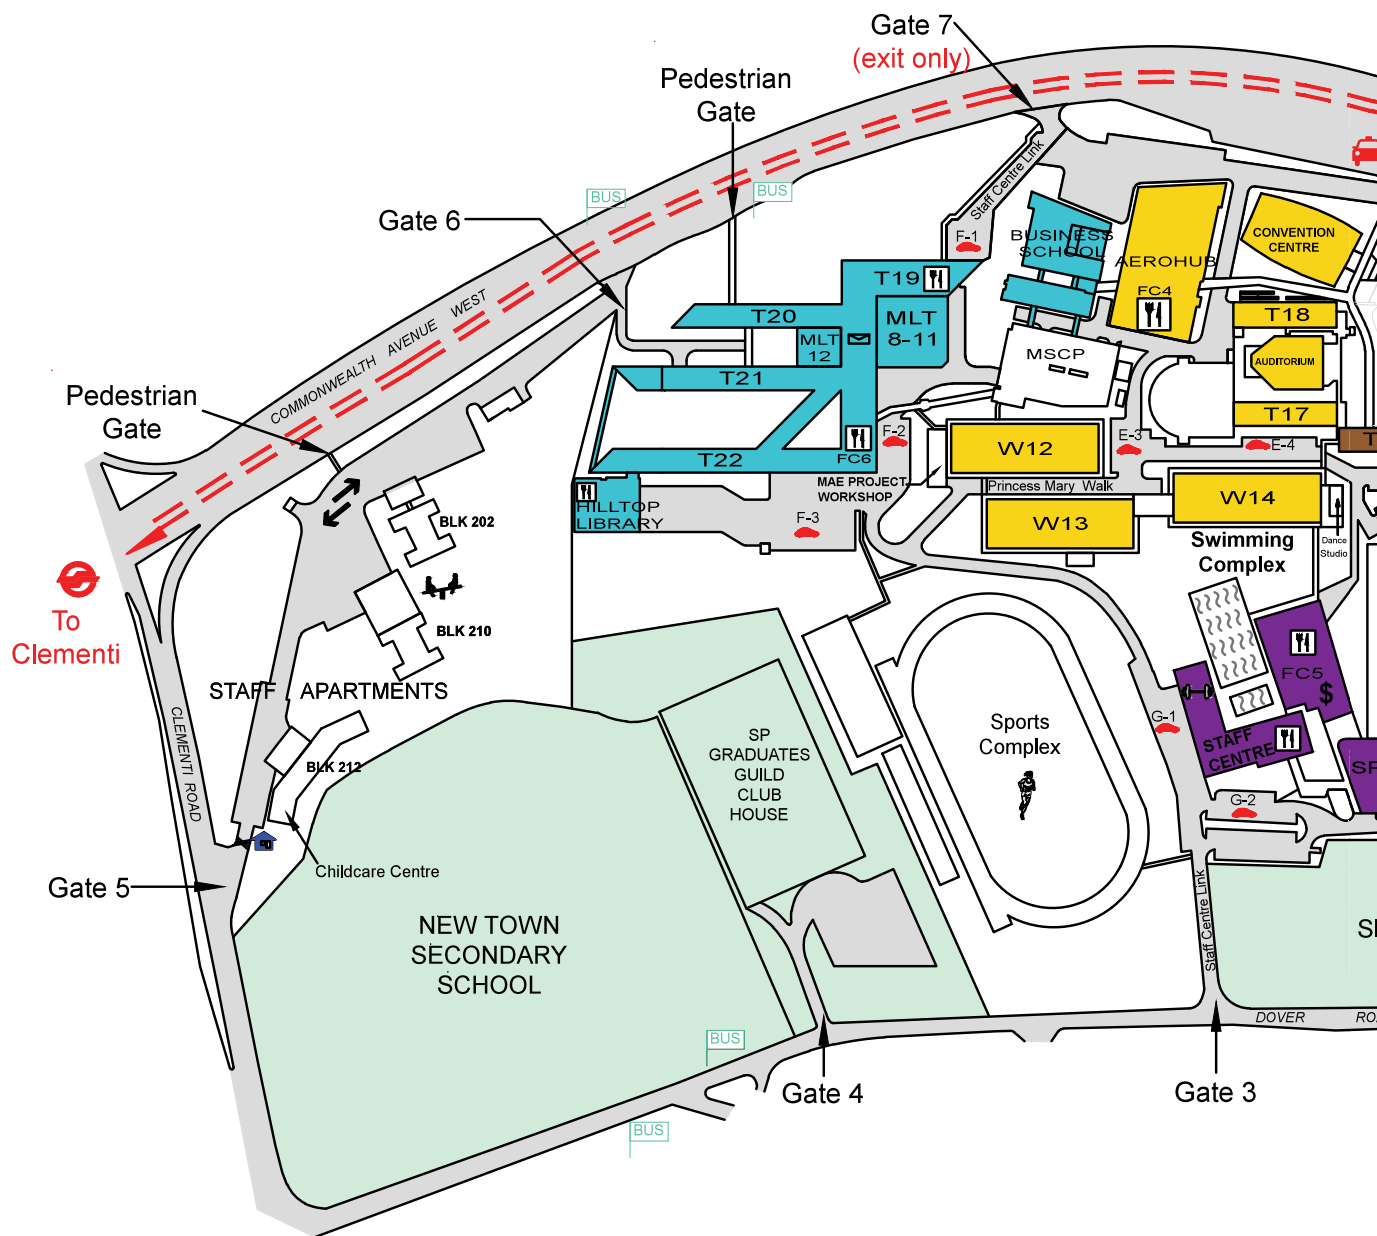 Gate 7
(exit only)
Pedestrian
Gate
Staff Centre Link
BUS
BUS
Gate 6
F-1
BUSINESS
SCHOOL
AEROHUB
FC4
CONVENTION
CENTRE
T19
T20
MLT
8-11
MLT
12
T18
MSCP
AUDITORIUM
COMMONWEALTH AVENUE WEST
T21
T17
Pedestrian
Gate
F-2
E-3
E-4
T
W12
T22
FC6
MAE PROJECT
WORKSHOP
Princess Mary Walk
W14
HILLTOP
LIBRARY
F-3
W13
BLK 202
Swimming
Complex
Dance
Studio
To
Clementi
BLK 210
FC5
$
STAFF APARTMENTS
CLEMENTI ROAD
G-1
STAFF
CENTRE
Sports
Complex
SP
GRADUATES
GUILD
CLUB
HOUSE
BLK 212
SP
G-2
Childcare Centre
Gate 5
Staff Centre Link
NEW TOWN
SECONDARY
SCHOOL
DOVER
BUS
Gate 4
Gate 3
BUS